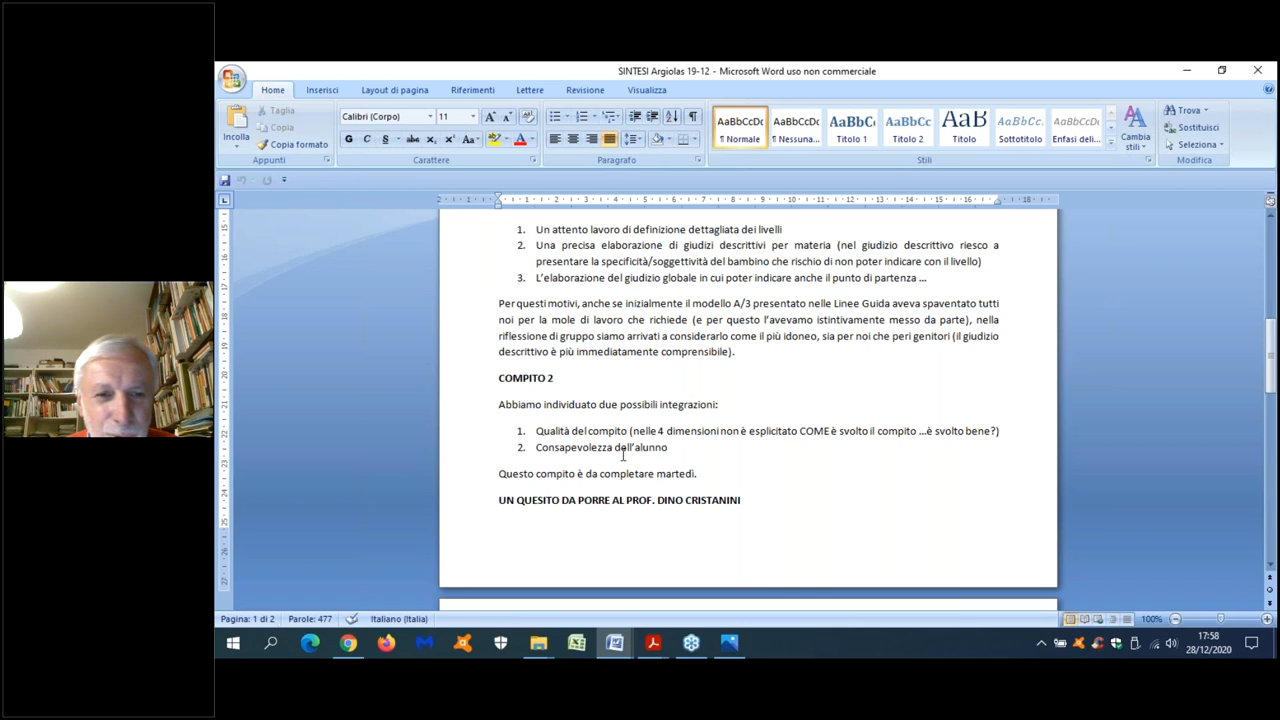 SINTESI Argiolas 19-12 - Microsoft Word uso non commerciale
Home Inserisci Layout di pagina Riferimenti Lettere Revisione Visualizza
Incolla
Taglia
Copia
Copia formato
Appunti
Calibri (Corpo) 11
G C S abc x₂ x² Aa
Carattere
Paragrafo
AaBbCcDc AaBbCcDc AaBbC AaBbCc AaB AaBbCc. AaBbCcDc
¶ Normale ¶ Nessuna... Titolo 1 Titolo 2 Titolo Sottotitolo Enfasi deli...
Stili
Cambia stili
Trova
Sostituisci
Seleziona
Modifica
1. Un attento lavoro di definizione dettagliata dei livelli
2. Una precisa elaborazione di giudizi descrittivi per materia (nel giudizio descrittivo riesco a
presentare la specificità/soggettività del bambino che rischio di non poter indicare con il livello)
3. L’elaborazione del giudizio globale in cui poter indicare anche il punto di partenza …
Per questi motivi, anche se inizialmente il modello A/3 presentato nelle Linee Guida aveva spaventato tutti
noi per la mole di lavoro che richiede (e per questo l’avevamo istintivamente messo da parte), nella
riflessione di gruppo siamo arrivati a considerarlo come il più idoneo, sia per noi che peri genitori (il giudizio
descrittivo è più immediatamente comprensibile).
COMPITO 2
Abbiamo individuato due possibili integrazioni:
1. Qualità del compito (nelle 4 dimensioni non è esplicitato COME è svolto il compito …è svolto bene?)
2. Consapevolezza dell’alunno
Questo compito è da completare martedì.
UN QUESITO DA PORRE AL PROF. DINO CRISTANINI
Pagina: 1 di 2 Parole: 477 Italiano (Italia) 100%
17:58
28/12/2020